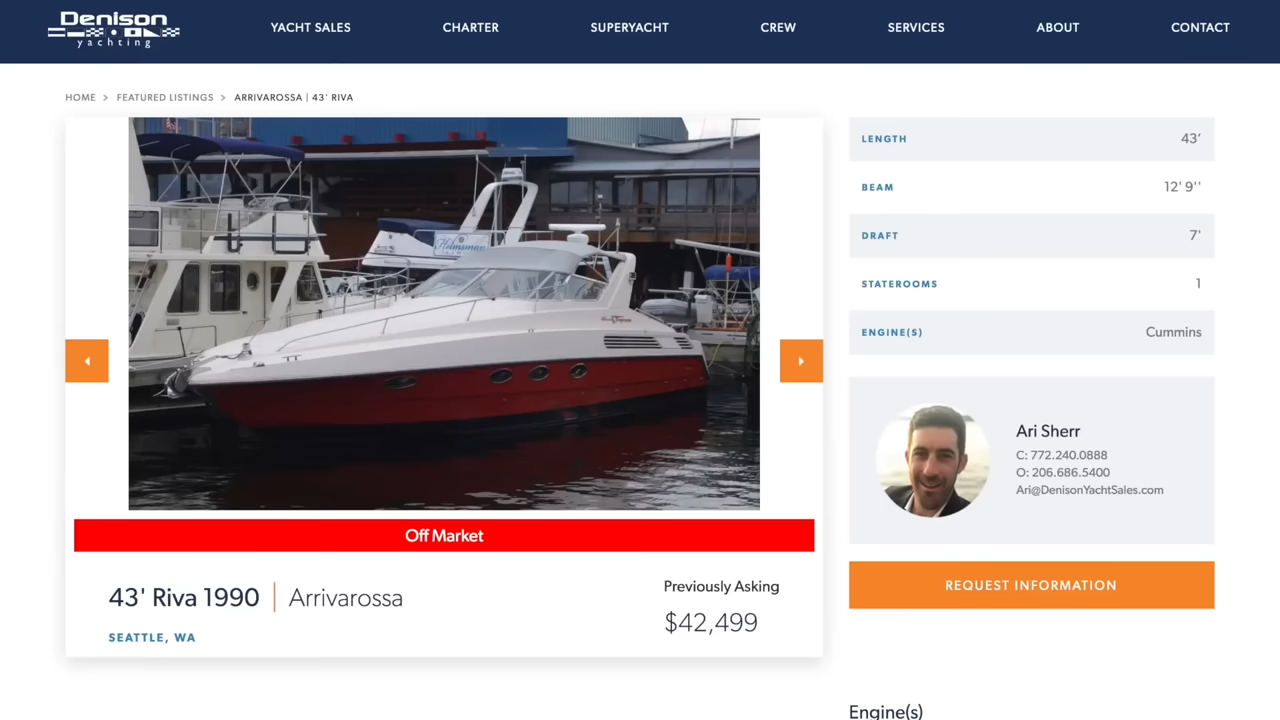 Denison
yachting
YACHT SALES
CHARTER
SUPERYACHT
CREW
SERVICES
ABOUT
CONTACT
HOME > FEATURED LISTINGS > ARRIVAROSSA | 43' RIVA
Helmsman
Off Market
43' Riva 1990 | Arrivarossa
SEATTLE, WA
Previously Asking
$42,499
LENGTH 43'
BEAM 12' 9''
DRAFT 7'
STATEROOMS 1
ENGINE(S) Cummins
Ari Sherr
C: 772.240.0888
O: 206.686.5400
Ari@DenisonYachtSales.com
REQUEST INFORMATION
Engine(s)